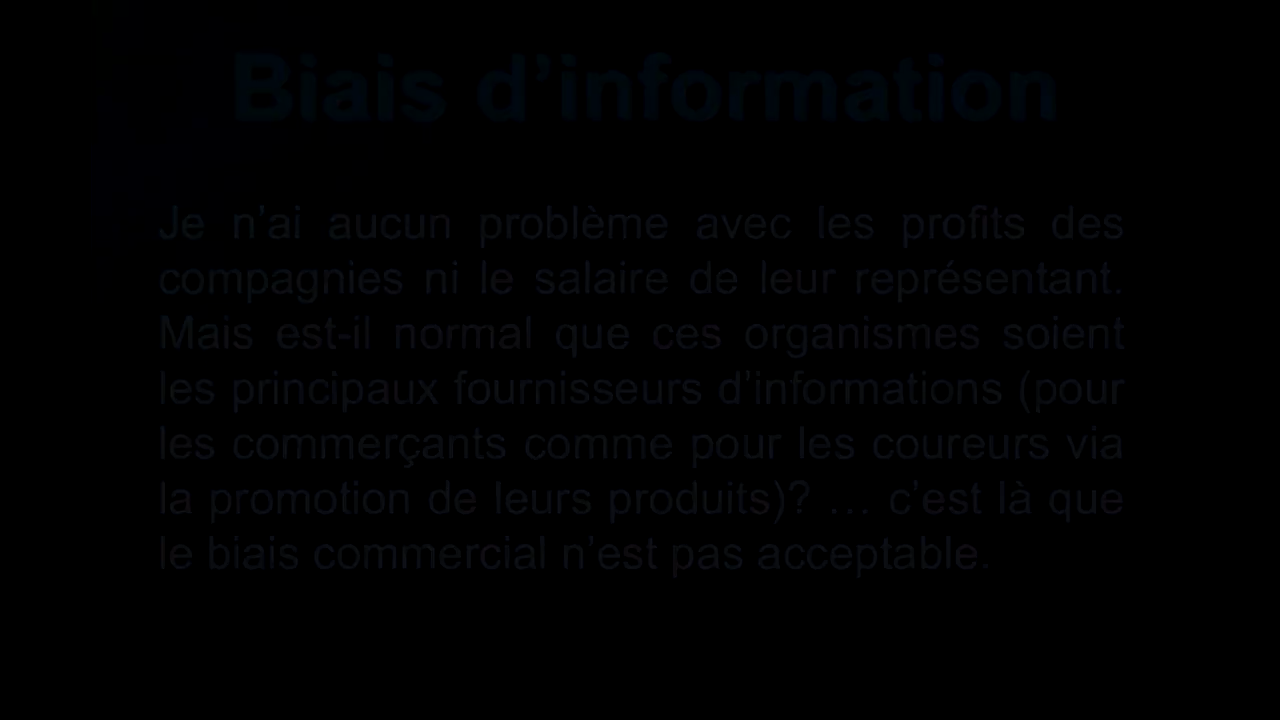 Biais d’information
Je n’ai aucun problème avec les profits des
compagnies ni le salaire de leur représentant.
Mais est-il normal que ces organismes soient
les principaux fournisseurs d’informations (pour
les commerçants comme pour les coureurs via
la promotion de leurs produits)? … c’est là que
le biais commercial n’est pas acceptable.